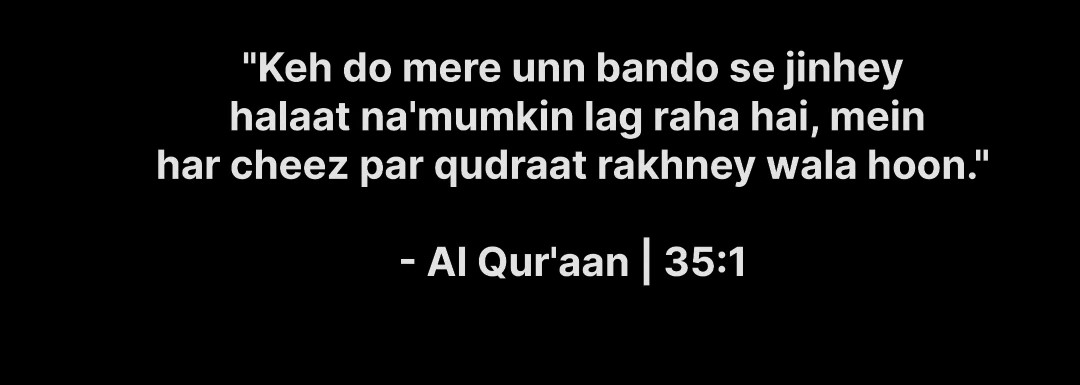 "Keh do mere unn bando se jinhey
halaat na'mumkin lag raha hai, mein
har cheez par qudraat rakhney wala hoon."
- Al Qur'aan | 35:1